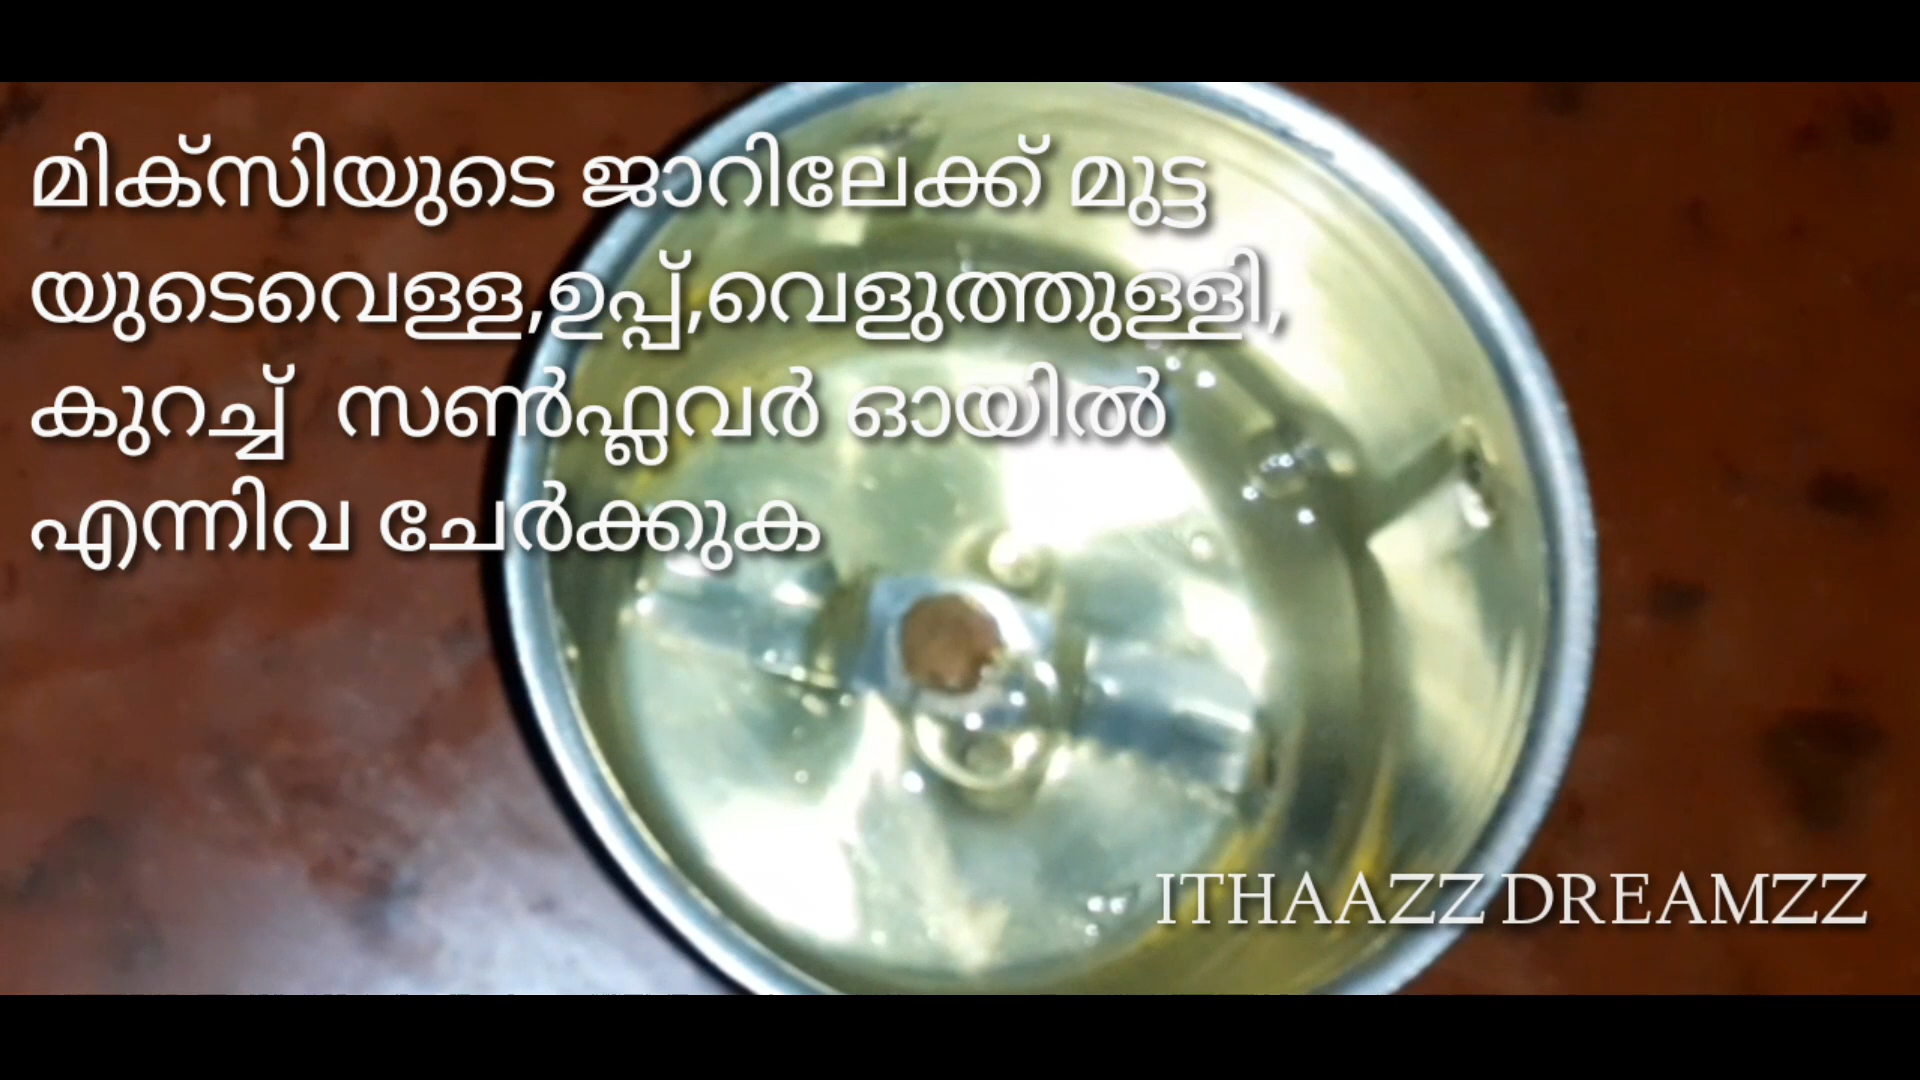 മിക്സിയുടെ ജാറിലേക്ക് മുട്ട
യുടെവെള്ള,ഉപ്പ്,വെളുത്തുള്ളി,
കുറച്ച്  സൺഫ്ലവർ ഓയിൽ
എന്നിവ ചേർക്കുക
ITHAAZZ DREAMZZ